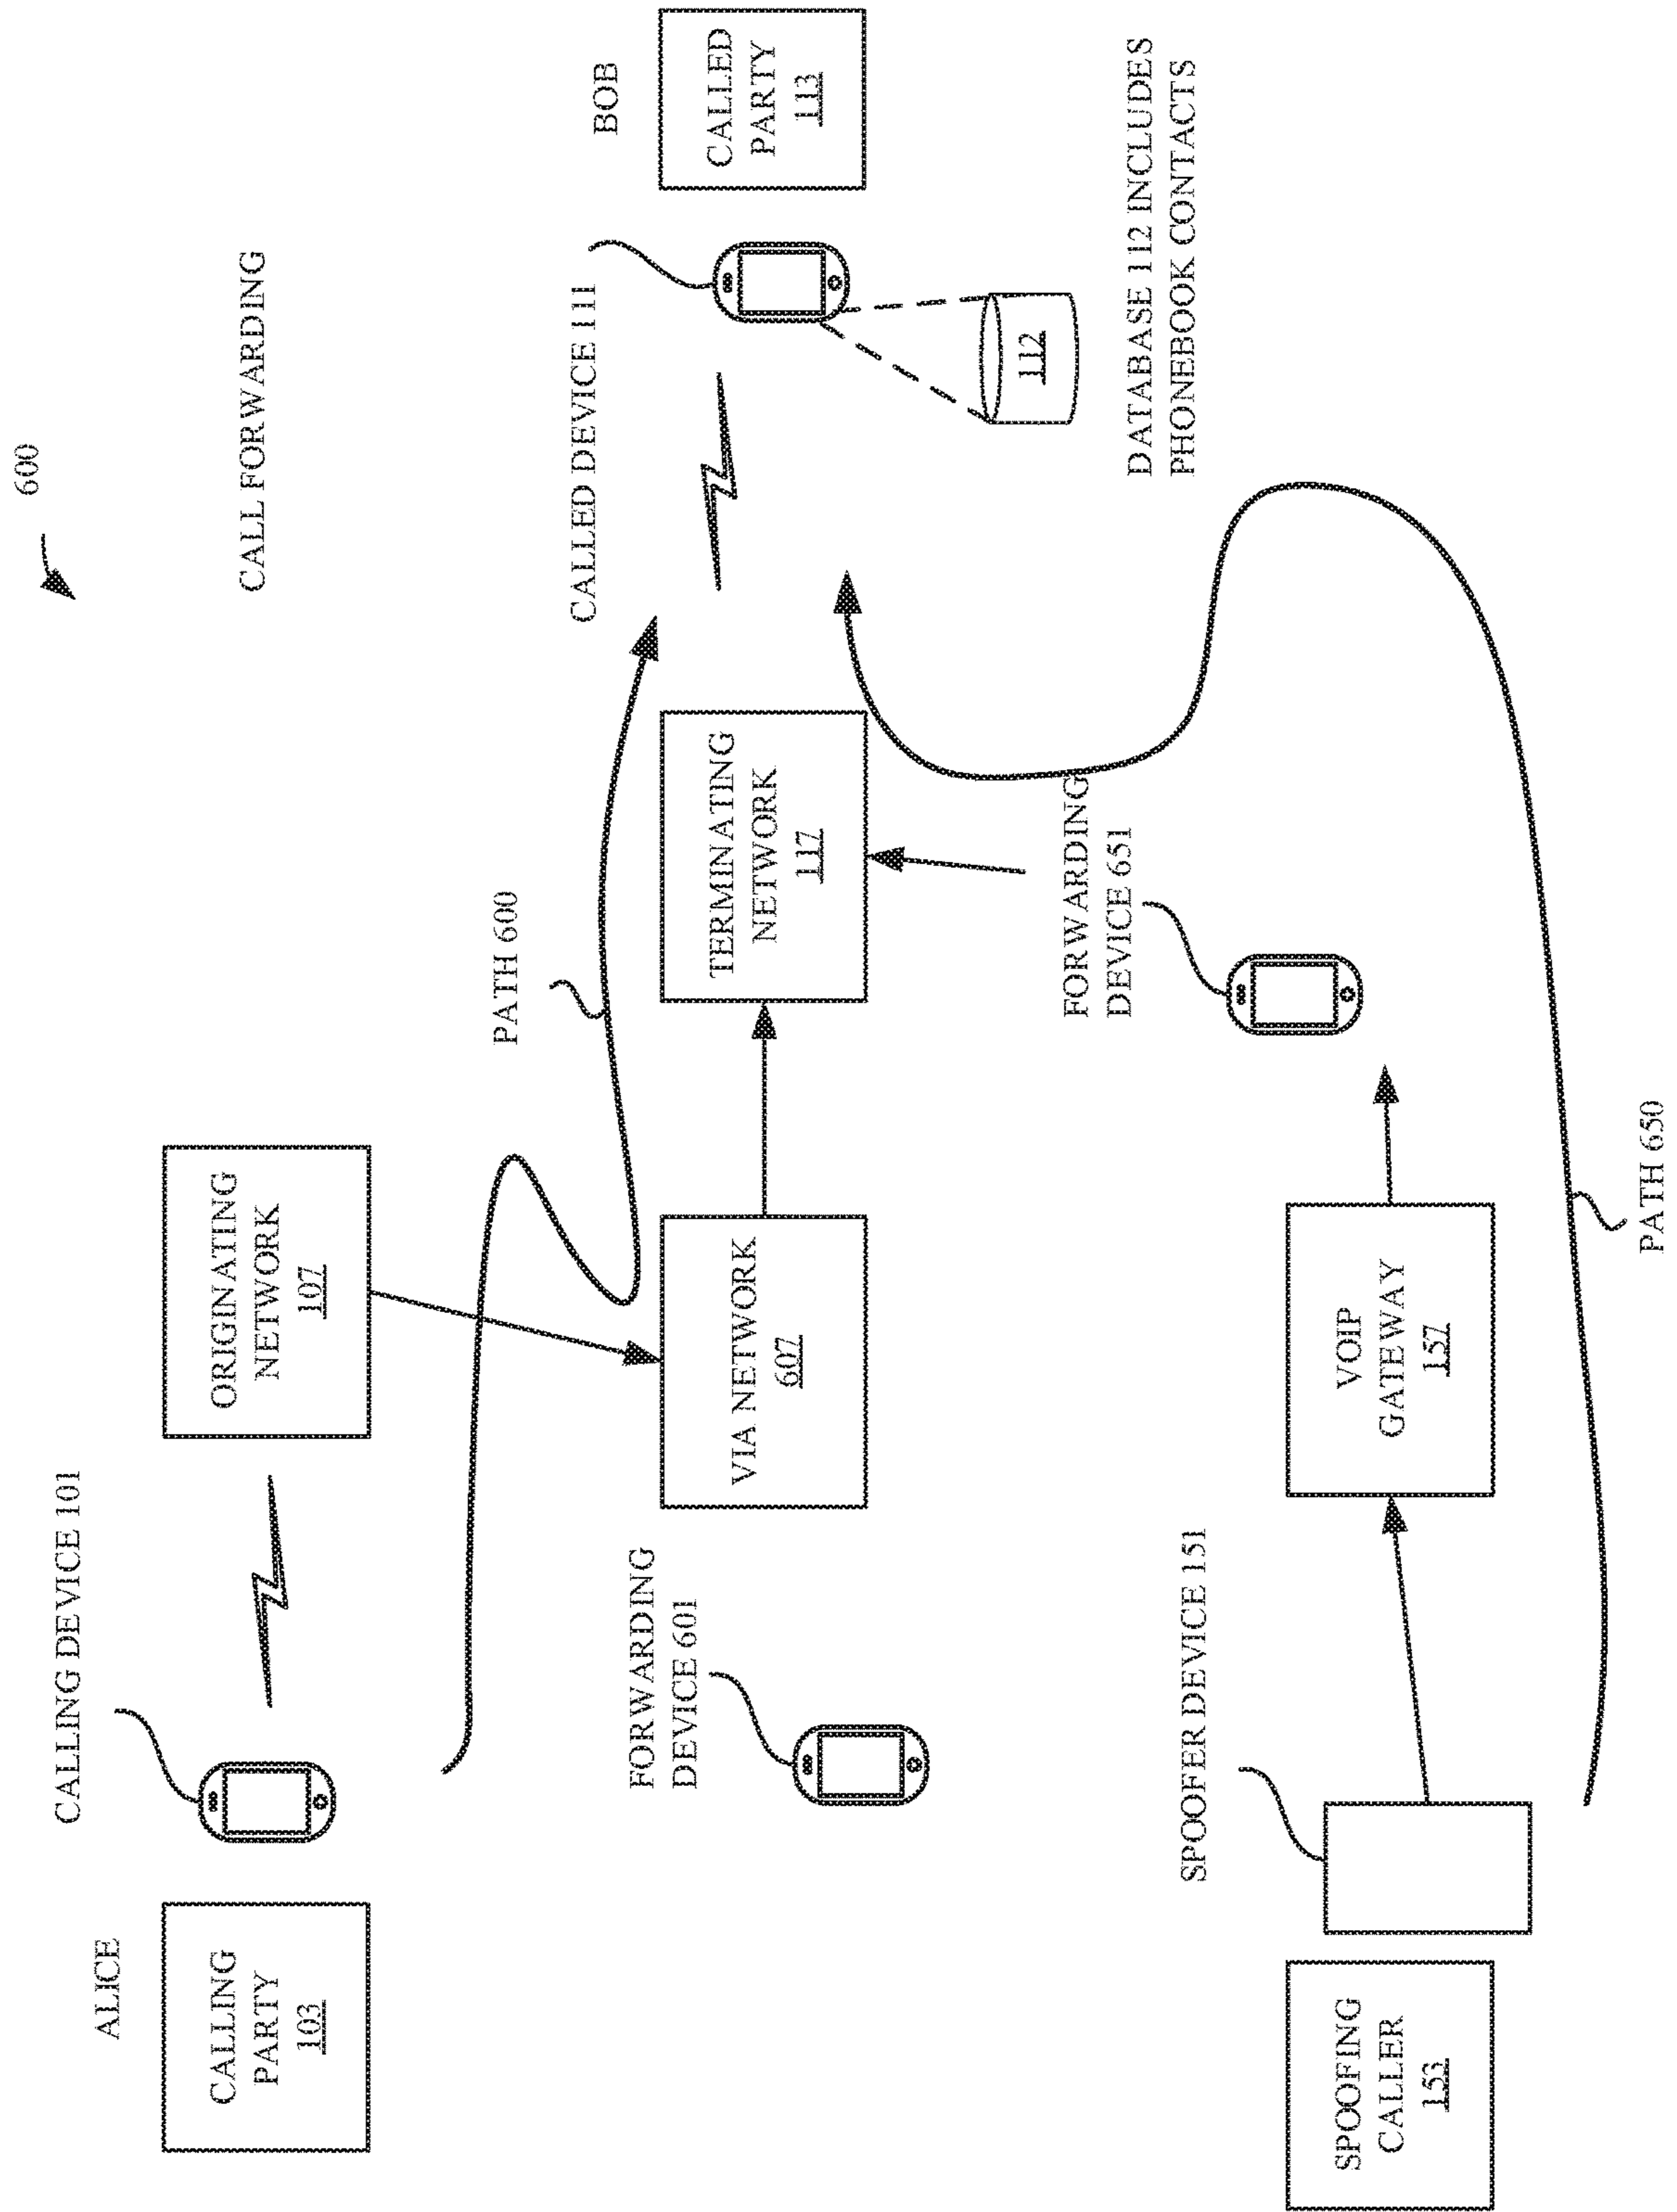 600
CALL FORWARDING
ALICE
CALLING
PARTY
103
CALLING DEVICE 101
ORIGINATING
NETWORK
107
PATH 600
FORWARDING
DEVICE 601
VIA NETWORK
607
TERMINATING
NETWORK
117
CALLED DEVICE 111
BOB
CALLED
PARTY
113
112
DATABASE 112 INCLUDES
PHONEBOOK CONTACTS
FORWARDING
DEVICE 651
SPOOFING
CALLER
153
SPOOFER DEVICE 151
VOIP
GATEWAY
157
PATH 650